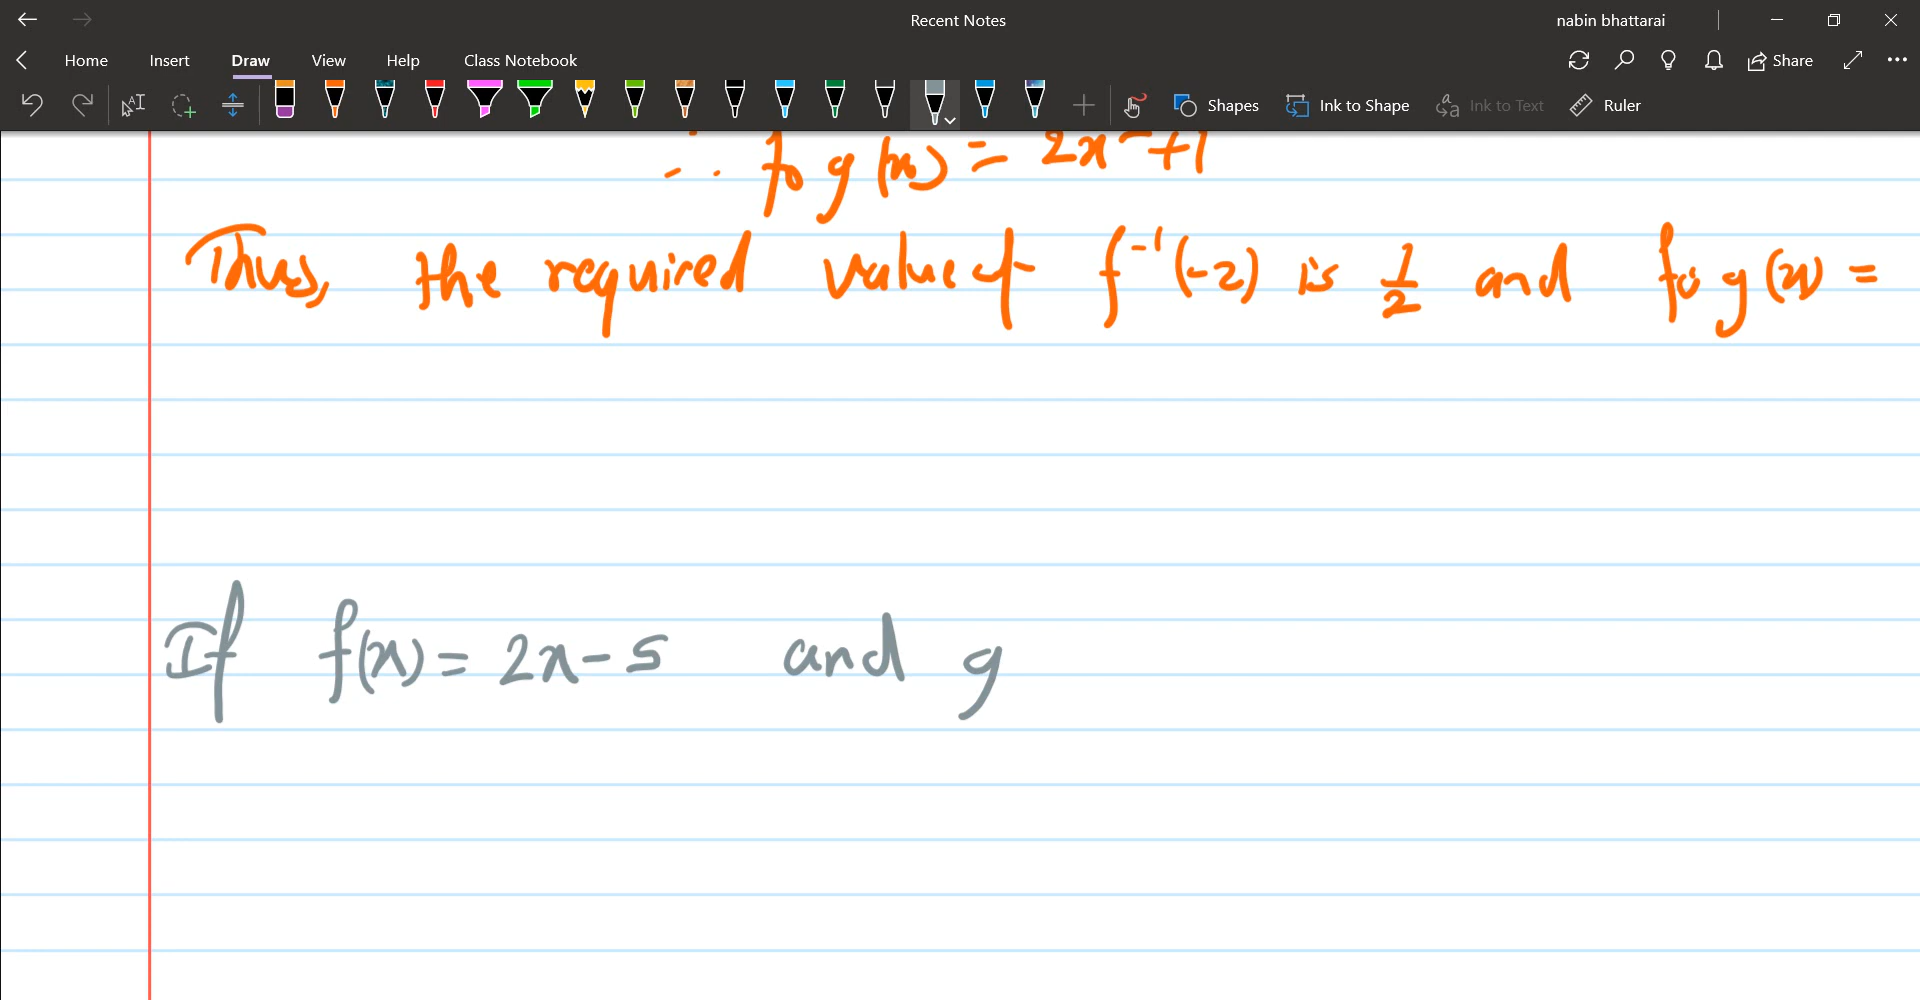 Recent Notes
nabin bhattarai
Home Insert Draw View Help Class Notebook
Share
Shapes Ink to Shape Ink to Text Ruler
∴ fog(x) = 2x²+1
Thus, the required value of f⁻¹(-2) is 1/2 and fog(x) =
If f(x) = 2x-5 and g